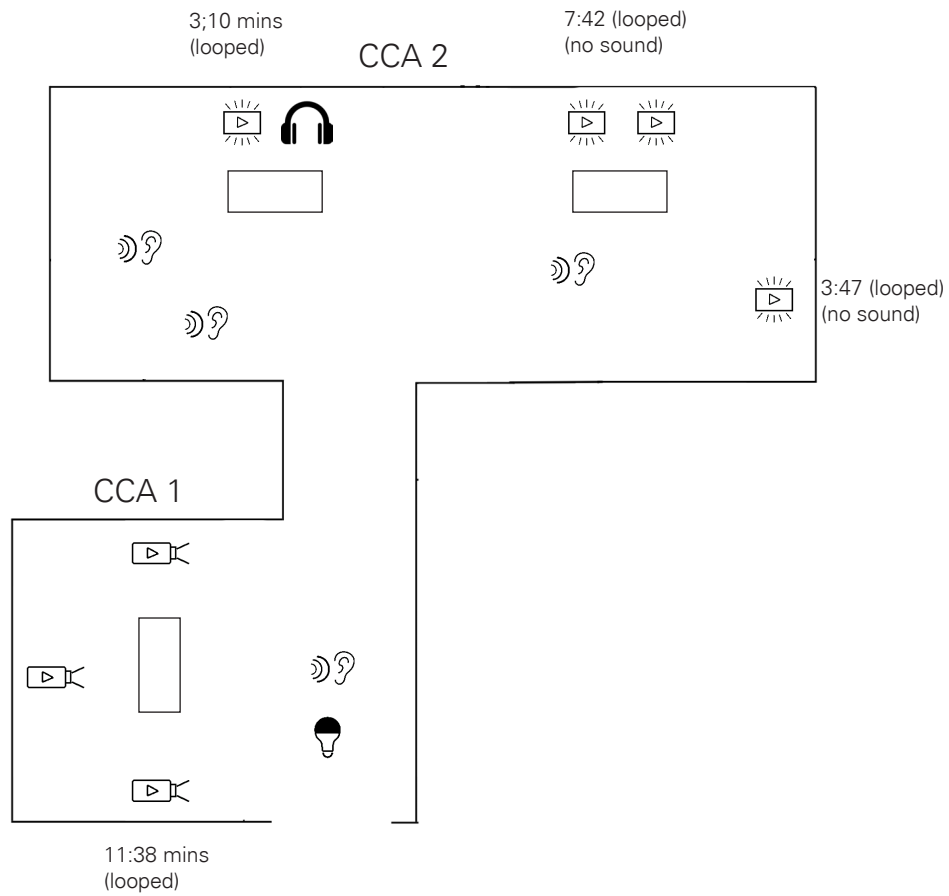 3;10 mins
(looped)
7:42 (looped)
(no sound)
CCA 2
3:47 (looped)
(no sound)
CCA 1
11:38 mins
(looped)